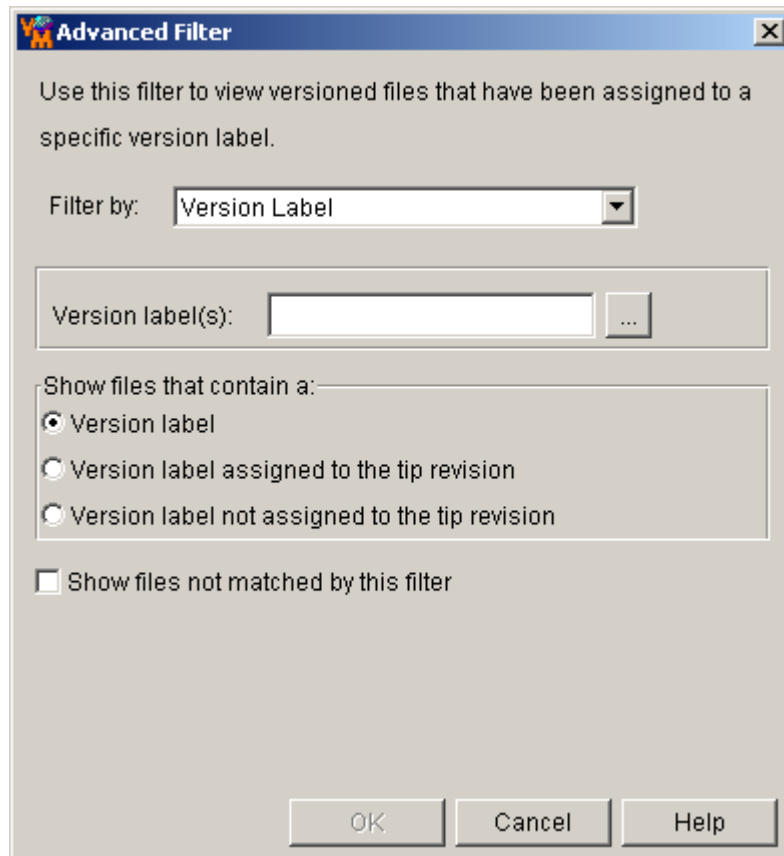 Advanced Filter
Use this filter to view versioned files that have been assigned to a
specific version label.
Filter by: Version Label
Version label(s): ...
Show files that contain a:
Version label
Version label assigned to the tip revision
Version label not assigned to the tip revision
Show files not matched by this filter
OK Cancel Help